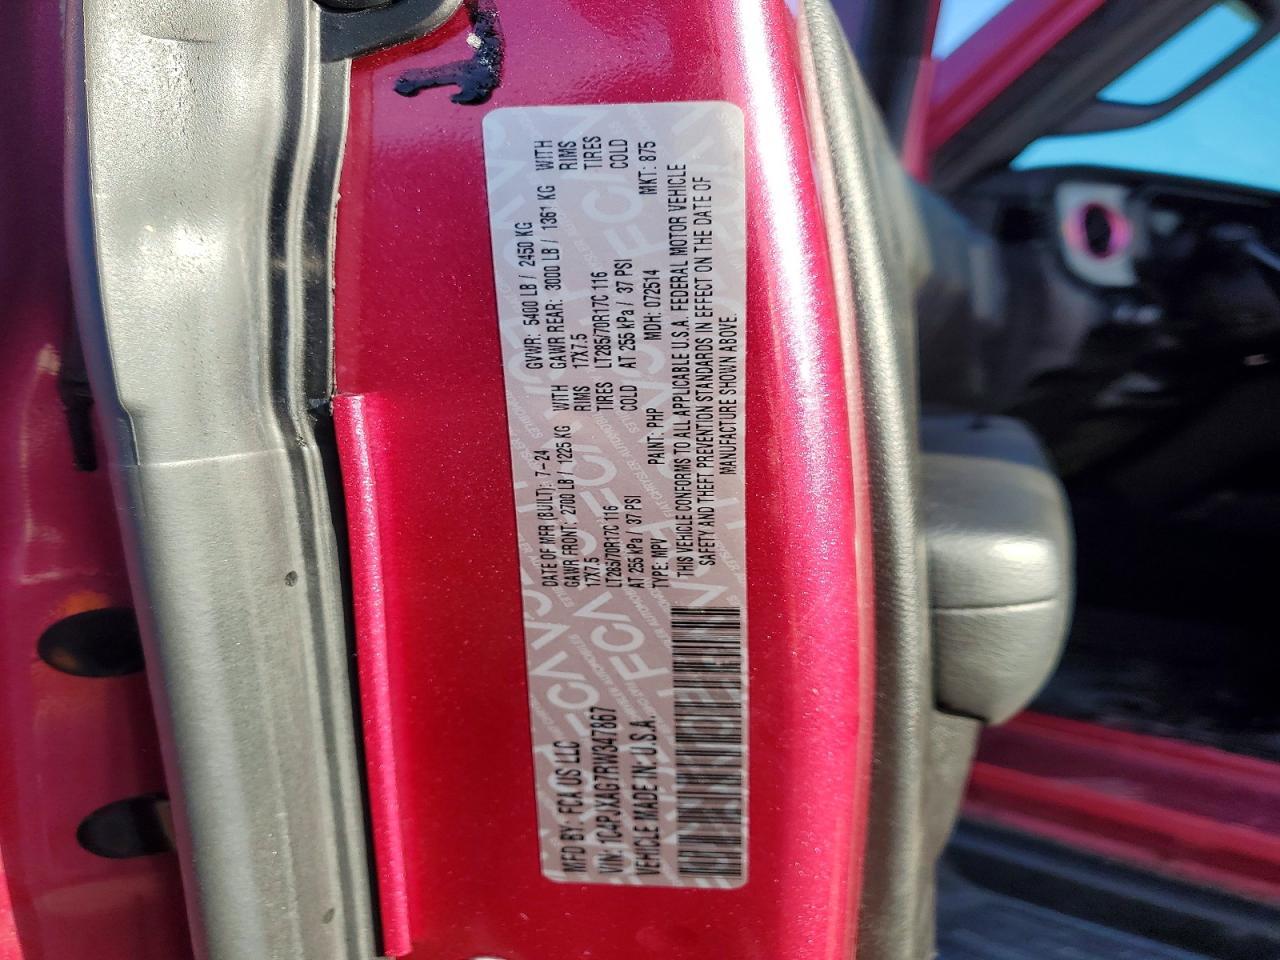 MFD BY: FCA US LLC DATE OF MFR (BUILT): 7-24 GVWR: 5400 LB / 2450 KG
VIN: 1C4PJXAG7RW347867 GAWR FRONT: 2700 LB / 1225 KG WITH GAWR REAR: 3000 LB / 1361 KG WITH
17X7.5 RIMS 17X7.5 RIMS
LT285/70R17C 116 TIRES LT285/70R17C 116 TIRES
AT 255 kPa / 37 PSI COLD AT 255 kPa / 37 PSI COLD
VEHICLE MADE IN: U.S.A. TYPE: MPV PAINT: PHP MDH: 072514 MKT: 875
THIS VEHICLE CONFORMS TO ALL APPLICABLE U.S.A. FEDERAL MOTOR VEHICLE
SAFETY AND THEFT PREVENTION STANDARDS IN EFFECT ON THE DATE OF
MANUFACTURE SHOWN ABOVE.